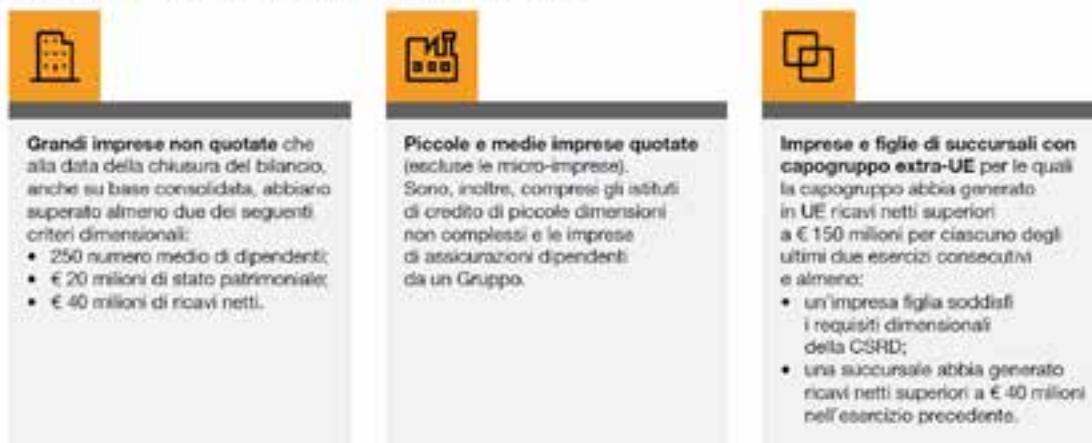 Grandi imprese non quotate che
alla data della chiusura del bilancio,
anche su base consolidata, abbiano
superato almeno due dei seguenti
criteri dimensionali:
• 250 numero medio di dipendenti;
• € 20 milioni di stato patrimoniale;
• € 40 milioni di ricavi netti.
Piccole e medie imprese quotate
(escluse le micro-imprese).
Sono, inoltre, compresi gli istituti
di credito di piccole dimensioni
non complessi e le imprese
di assicurazioni dipendenti
da un Gruppo.
Imprese e figlie di succursali con
capogruppo extra-UE per le quali
la capogruppo abbia generato
in UE ricavi netti superiori
a € 150 milioni per ciascuno degli
ultimi due esercizi consecutivi
e almeno:
• un'impresa figlia soddisfi
i requisiti dimensionali
della CSRD;
• una succursale abbia generato
ricavi netti superiori a € 40 milioni
nell'esercizio precedente.